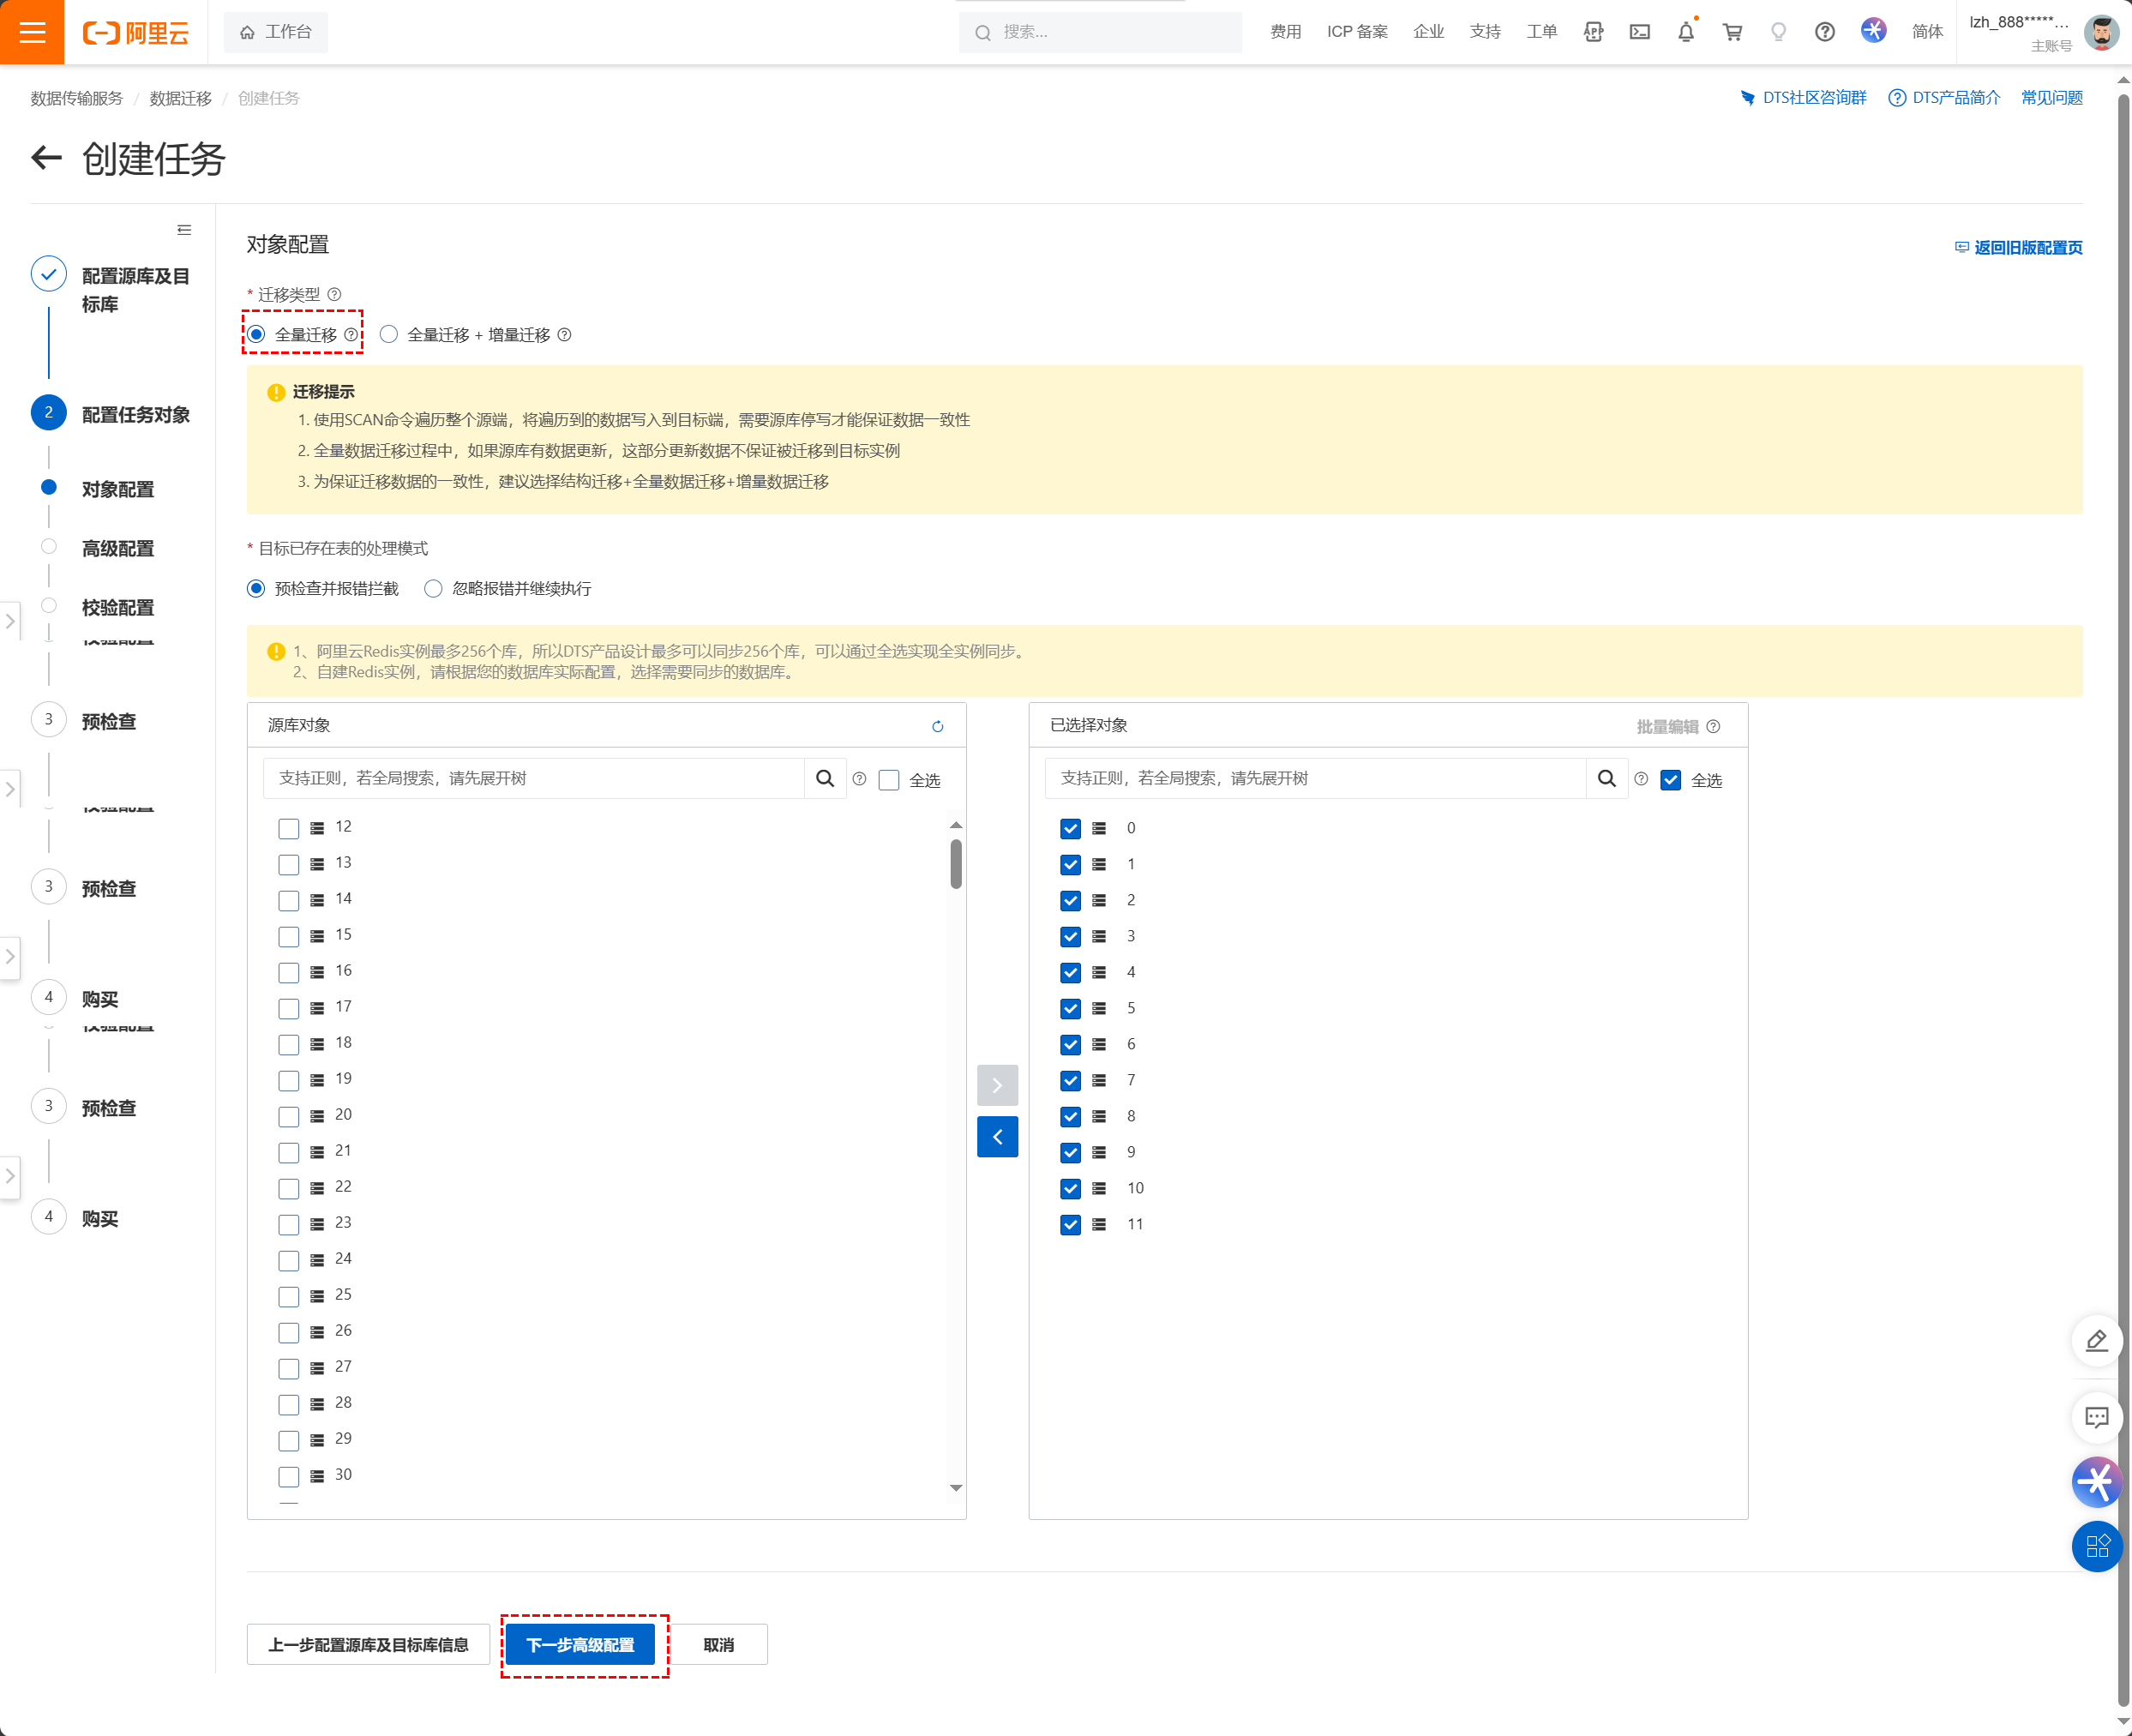 阿里云
工作台
搜索...
费用
ICP 备案
企业
支持
工单
简体
lzh_888*****...
主账号
数据传输服务 / 数据迁移 / 创建任务
DTS社区咨询群
DTS产品简介
常见问题
创建任务
配置源库及目
标库
2
配置任务对象
对象配置
高级配置
校验配置
校验配置
3
预检查
校验配置
3
预检查
4
购买
校验配置
3
预检查
4
购买
对象配置
返回旧版配置页
* 迁移类型
全量迁移
全量迁移 + 增量迁移
迁移提示
1. 使用SCAN命令遍历整个源端，将遍历到的数据写入到目标端，需要源库停写才能保证数据一致性
2. 全量数据迁移过程中，如果源库有数据更新，这部分更新数据不保证被迁移到目标实例
3. 为保证迁移数据的一致性，建议选择结构迁移+全量数据迁移+增量数据迁移
* 目标已存在表的处理模式
预检查并报错拦截
忽略报错并继续执行
1、阿里云Redis实例最多256个库，所以DTS产品设计最多可以同步256个库，可以通过全选实现全实例同步。
2、自建Redis实例，请根据您的数据库实际配置，选择需要同步的数据库。
源库对象
支持正则，若全局搜索，请先展开树
全选
12
13
14
15
16
17
18
19
20
21
22
23
24
25
26
27
28
29
30
已选择对象
批量编辑
支持正则，若全局搜索，请先展开树
全选
0
1
2
3
4
5
6
7
8
9
10
11
上一步配置源库及目标库信息
下一步高级配置
取消